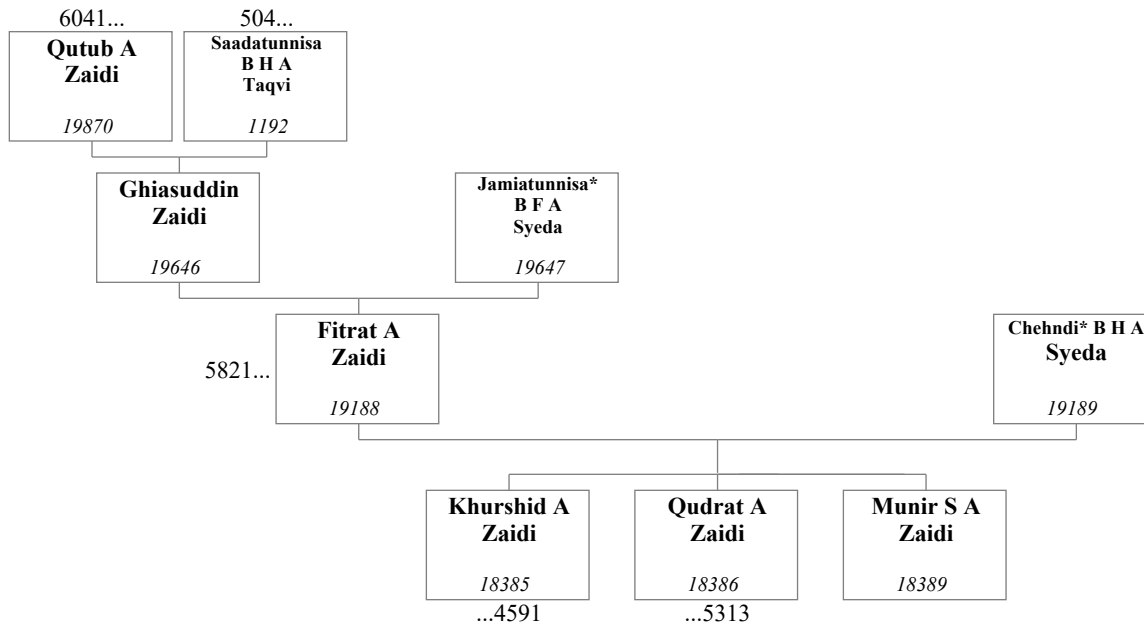 6041...
Qutub A
Zaidi
19870
504...
Saadatunnisa
B H A
Taqvi
1192
Ghiasuddin
Zaidi
19646
Jamiatunnisa*
B F A
Syeda
19647
5821...
Fitrat A
Zaidi
19188
Chehndi* B H A
Syeda
19189
Khurshid A
Zaidi
18385
...4591
Qudrat A
Zaidi
18386
...5313
Munir S A
Zaidi
18389